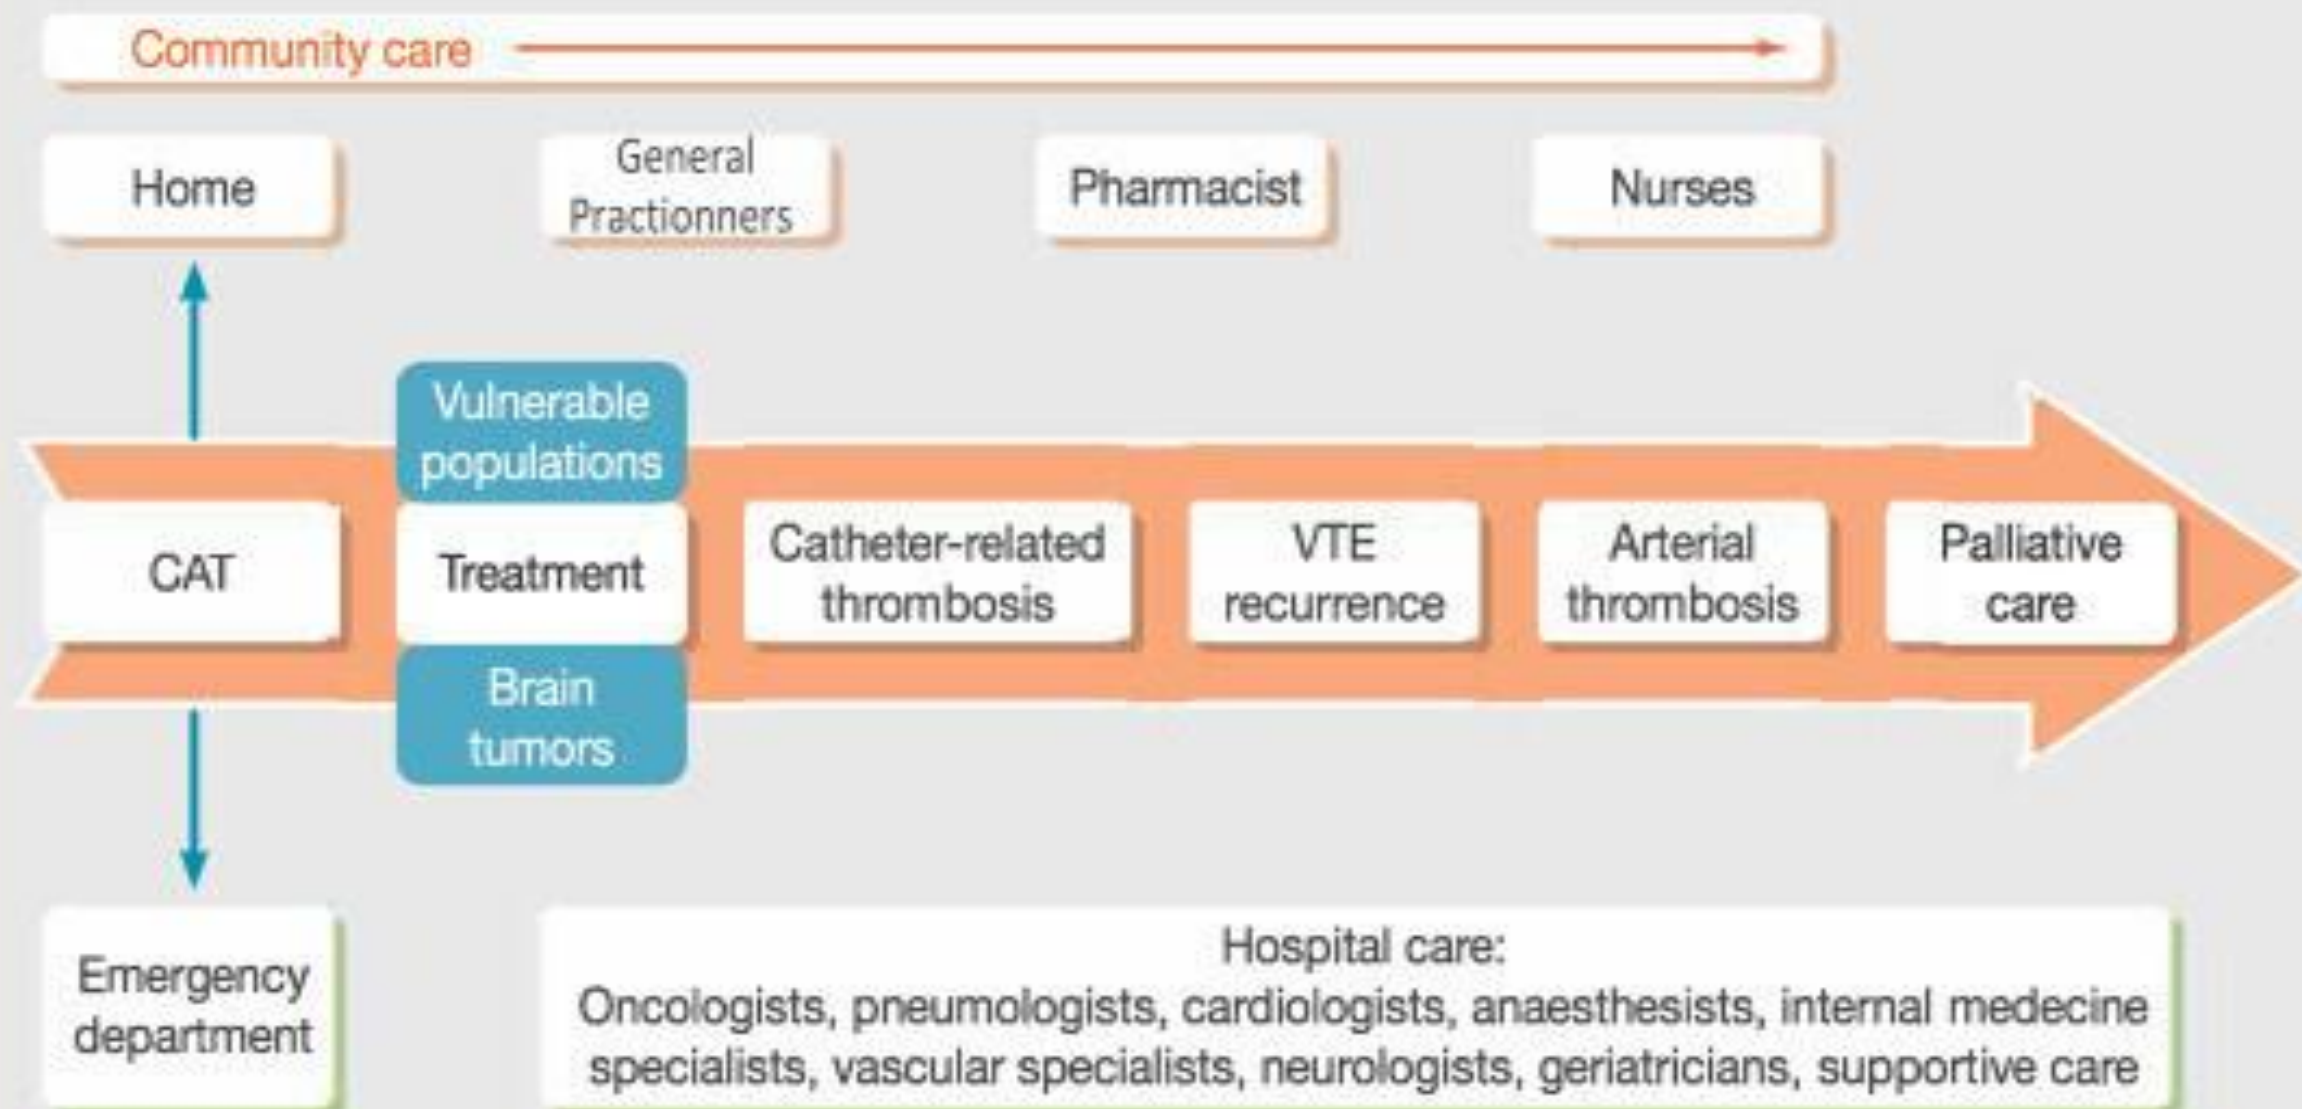 Community care
Home
General
Practionners
Pharmacist
Nurses
Vulnerable
populations
CAT
Treatment
Catheter-related
thrombosis
VTE
recurrence
Arterial
thrombosis
Palliative
care
Brain
tumors
Emergency
department
Hospital care:
Oncologists, pneumologists, cardiologists, anaesthesists, internal medecine
specialists, vascular specialists, neurologists, geriatricians, supportive care